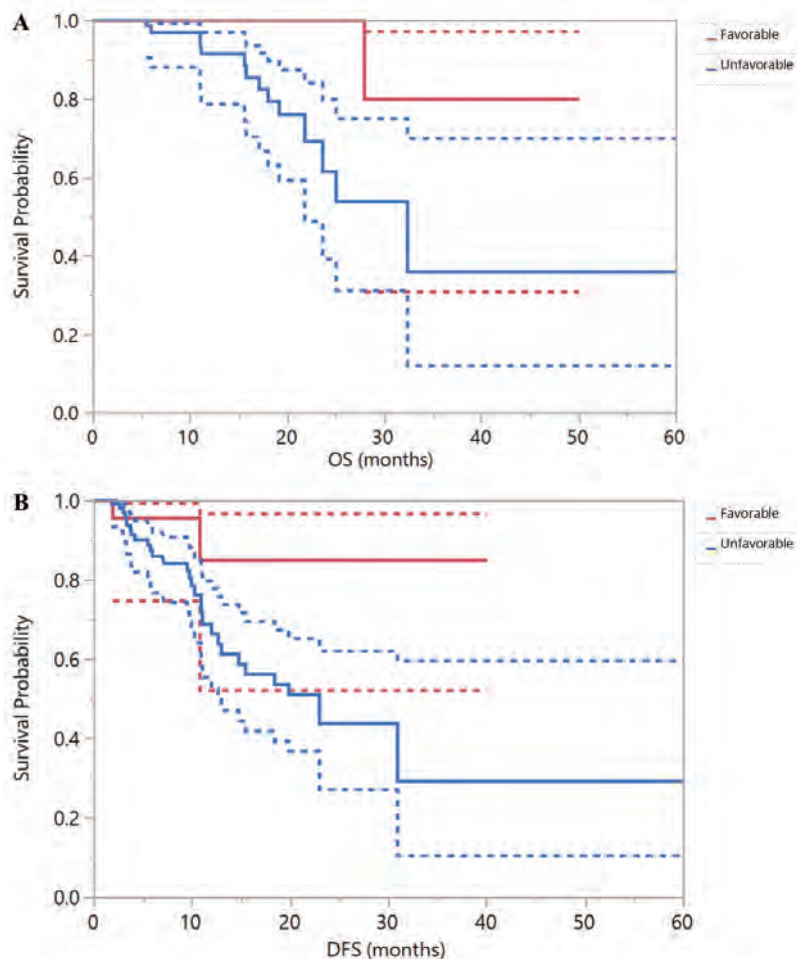 A
Survival Probability
1.0
0.8
0.6
0.4
0.2
0.0
0 10 20 30 40 50 60
OS (months)
Favorable
Unfavorable
B
Survival Probability
1.0
0.8
0.6
0.4
0.2
0.0
0 10 20 30 40 50 60
DFS (months)
Favorable
Unfavorable